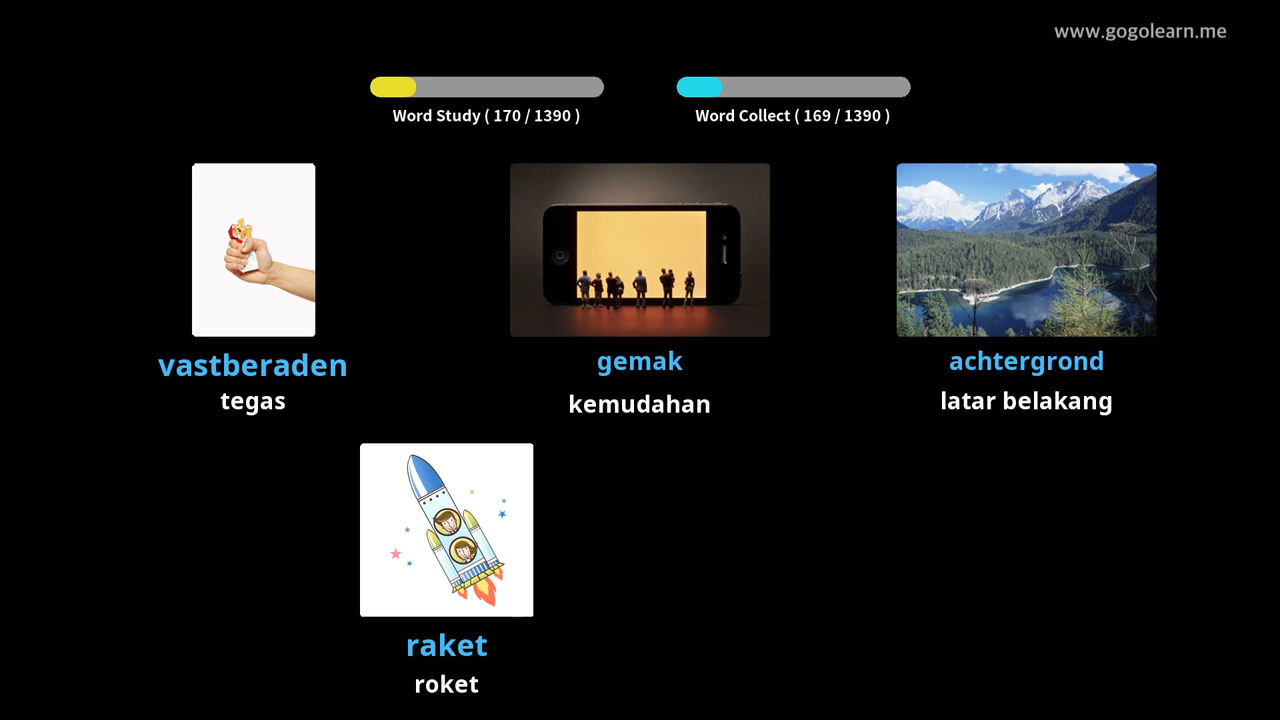 www.gogolearn.me
Word Study ( 170 / 1390 )
Word Collect ( 169 / 1390 )
vastberaden
tegas
gemak
kemudahan
achtergrond
latar belakang
raket
roket